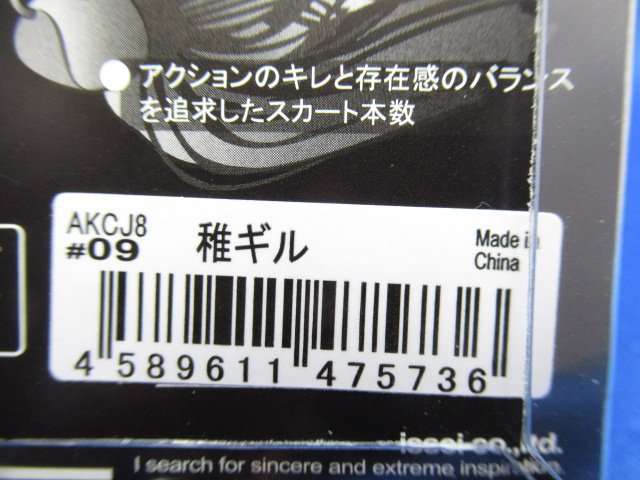 アクションのキレと存在感のバランス
を追求したスカート本数
AKCJ8
#09
稚ギル
Made in
China
4 589611 475736
issei co.,ltd.
I search for sincere and extreme inspiration.